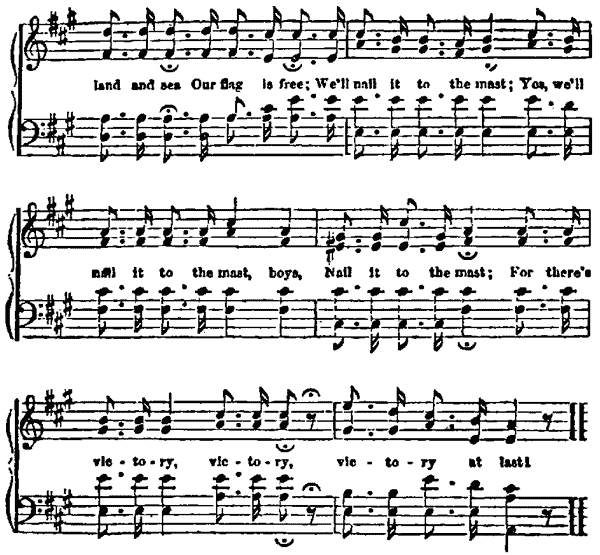 land and sea Our flag is free; We'll nail it to the mast; Yes, we'll
nail it to the mast, boys, Nail it to the mast; For there's
vic - to - ry, vic - to - ry, vic - to - ry at last!